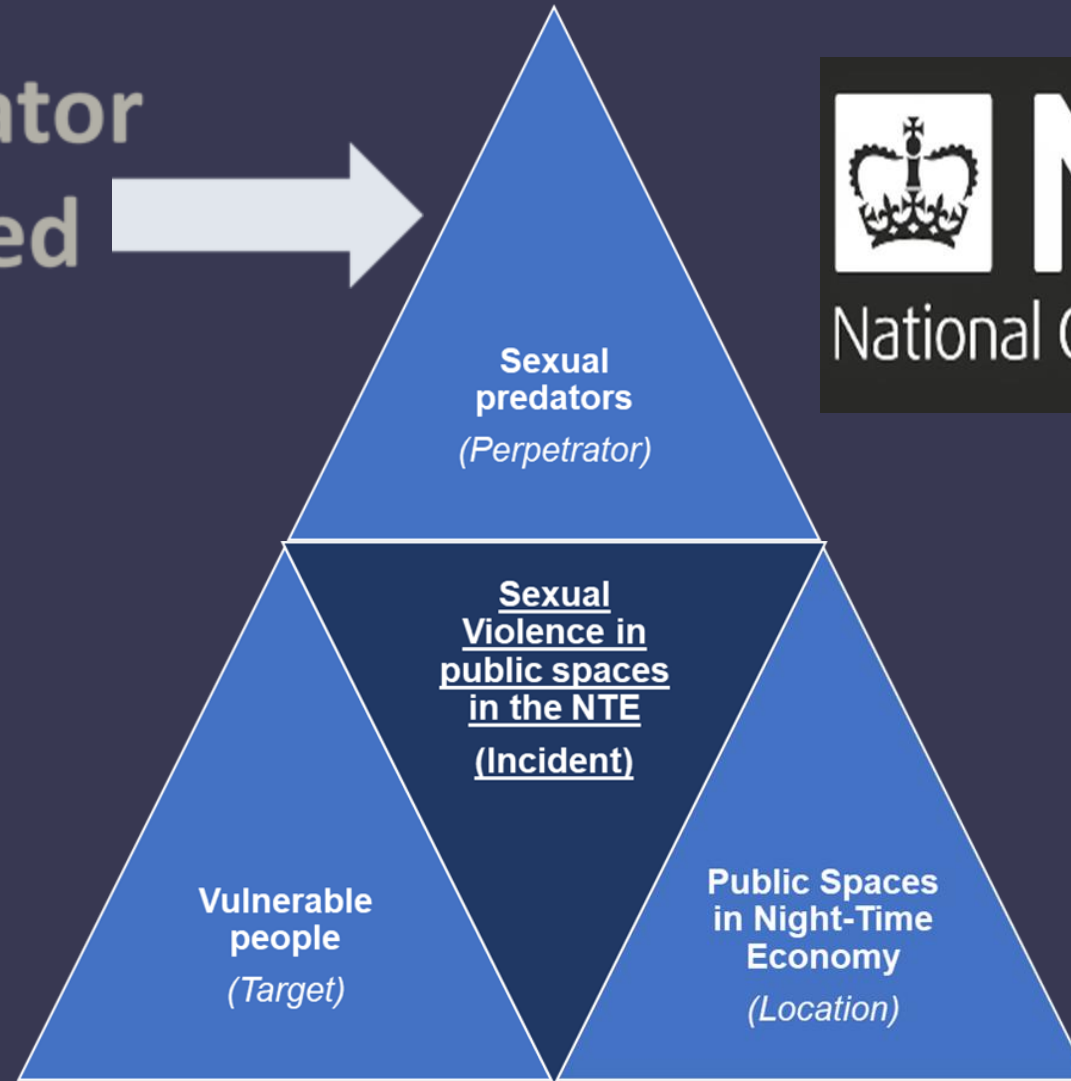 ator
ed
N
National C
Sexual
predators
(Perpetrator)
Sexual
Violence in
public spaces
in the NTE
(Incident)
Vulnerable
people
(Target)
Public Spaces
in Night-Time
Economy
(Location)